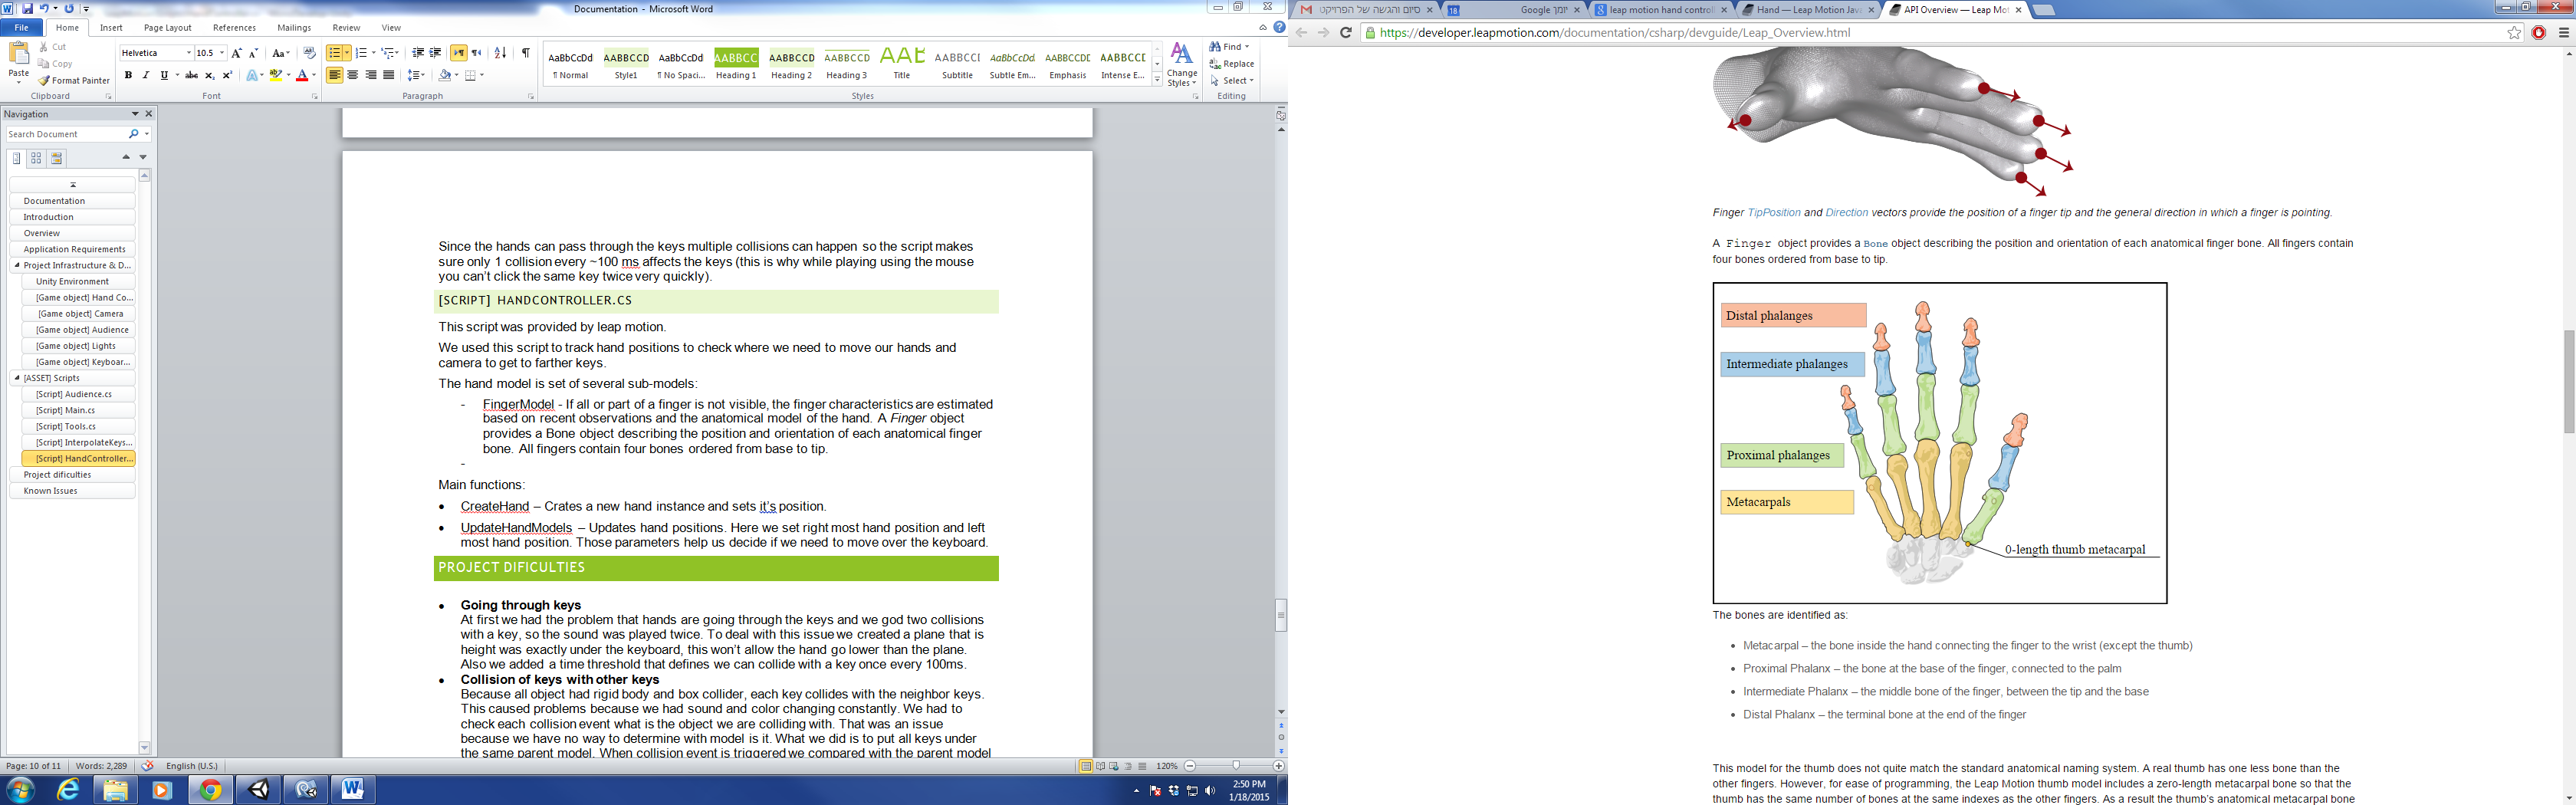 Documentation - Microsoft Word
File Home Insert Page Layout References Mailings Review View
Paste
Cut
Copy
Format Painter
Clipboard
Helvetica 10.5
Font
Paragraph
AaBbCcDd AABBCCD AaBbCcDd AABBCC AABBCCD AABBCCD AAB AABBCCI AaBbCcDd AABBCCDI AABBCCI
¶ Normal Style1 ¶ No Spaci... Heading 1 Heading 2 Heading 3 Title Subtitle Subtle Em... Emphasis Intense E...
Change Styles
Styles
Find
Replace
Select
Editing
Navigation
Search Document
Documentation
Introduction
Overview
Application Requirements
Project Infrastructure & D...
Unity Environment
[Game object] Hand Co...
[Game object] Camera
[Game object] Audience
[Game object] Lights
[Game object] Keyboar...
[ASSET] Scripts
[Script] Audience.cs
[Script] Main.cs
[Script] Tools.cs
[Script] InterpolateKeys...
[Script] HandController...
Project dificulties
Known Issues
Since the hands can pass through the keys multiple collisions can happen so the script makes
sure only 1 collision every ~100 ms affects the keys (this is why while playing using the mouse
you can't click the same key twice very quickly).
[SCRIPT] HANDCONTROLLER.CS
This script was provided by leap motion.
We used this script to track hand positions to check where we need to move our hands and
camera to get to farther keys.
The hand model is set of several sub-models:
- FingerModel - If all or part of a finger is not visible, the finger characteristics are estimated
based on recent observations and the anatomical model of the hand. A Finger object
provides a Bone object describing the position and orientation of each anatomical finger
bone. All fingers contain four bones ordered from base to tip.
-
Main functions:
• CreateHand – Crates a new hand instance and sets it's position.
• UpdateHandModels – Updates hand positions. Here we set right most hand position and left
most hand position. Those parameters help us decide if we need to move over the keyboard.
PROJECT DIFICULTIES
• Going through keys
At first we had the problem that hands are going through the keys and we god two collisions
with a key, so the sound was played twice. To deal with this issue we created a plane that is
height was exactly under the keyboard, this won't allow the hand go lower than the plane.
Also we added a time threshold that defines we can collide with a key once every 100ms.
• Collision of keys with other keys
Because all object had rigid body and box collider, each key collides with the neighbor keys.
This caused problems because we had sound and color changing constantly. We had to
check each collision event what is the object we are colliding with. That was an issue
because we have no way to determine with model is it. What we did is to put all keys under
the same parent model. When collision event is triggered we compared with the parent model
Page: 10 of 11 Words: 2,289 English (U.S.) 120%
2:50 PM
1/18/2015
סיום והגשה של הפרויקט
18 יומן Google
leap motion hand control
Hand — Leap Motion Jav
API Overview — Leap Mot
https://developer.leapmotion.com/documentation/csharp/devguide/Leap_Overview.html
Finger TipPosition and Direction vectors provide the position of a finger tip and the general direction in which a finger is pointing.
A Finger object provides a Bone object describing the position and orientation of each anatomical finger bone. All fingers contain
four bones ordered from base to tip.
Distal phalanges
Intermediate phalanges
Proximal phalanges
Metacarpals
0-length thumb metacarpal
The bones are identified as:
• Metacarpal – the bone inside the hand connecting the finger to the wrist (except the thumb)
• Proximal Phalanx – the bone at the base of the finger, connected to the palm
• Intermediate Phalanx – the middle bone of the finger, between the tip and the base
• Distal Phalanx – the terminal bone at the end of the finger
This model for the thumb does not quite match the standard anatomical naming system. A real thumb has one less bone than the
other fingers. However, for ease of programming, the Leap Motion thumb model includes a zero-length metacarpal bone so that the
thumb has the same number of bones at the same indexes as the other fingers. As a result the thumb's anatomical metacarpal bone